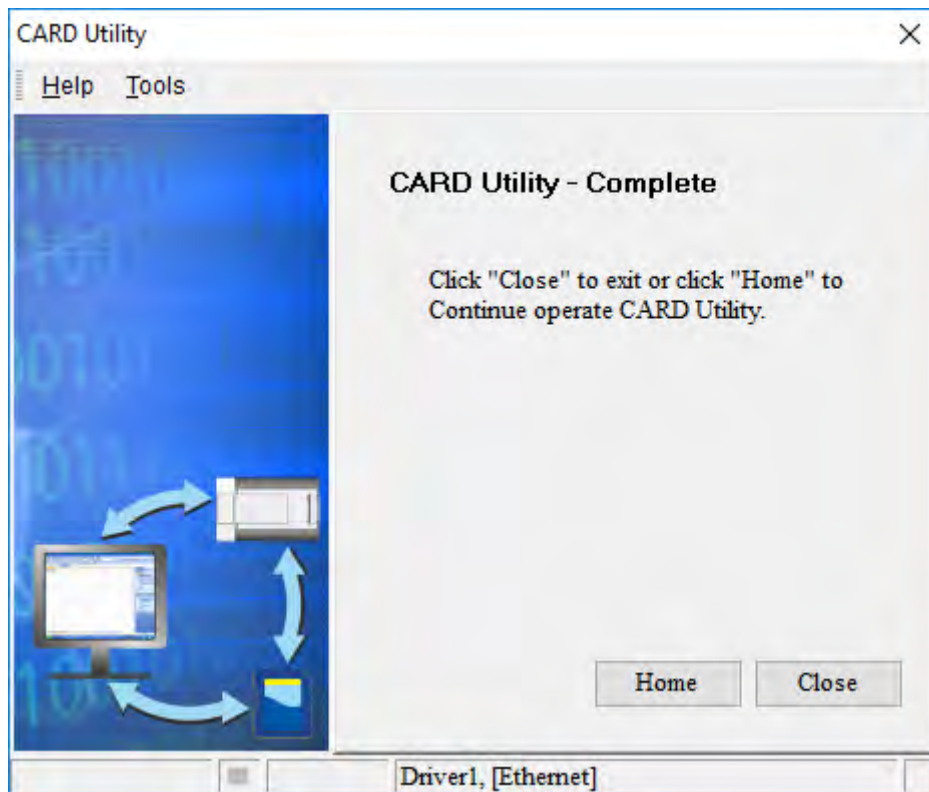 CARD Utility
Help Tools
CARD Utility - Complete
Click "Close" to exit or click "Home" to
Continue operate CARD Utility.
Home Close
Driver1, [Ethernet]